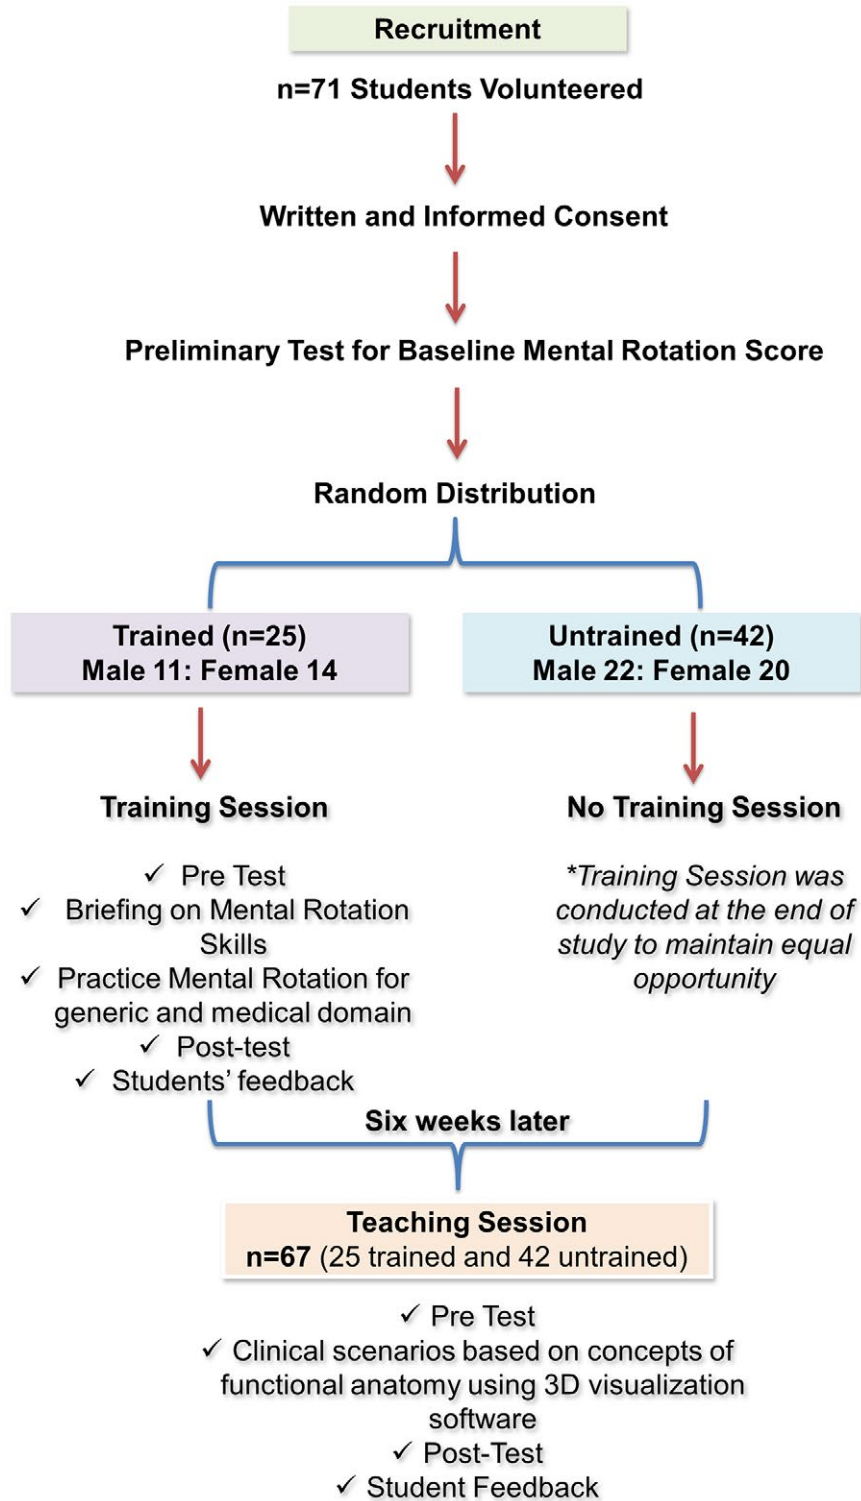 Recruitment
n=71 Students Volunteered
Written and Informed Consent
Preliminary Test for Baseline Mental Rotation Score
Random Distribution
Trained (n=25)
Male 11: Female 14
Untrained (n=42)
Male 22: Female 20
Training Session
✓ Pre Test
✓ Briefing on Mental Rotation
Skills
✓ Practice Mental Rotation for
generic and medical domain
✓ Post-test
✓ Students' feedback
No Training Session
*Training Session was
conducted at the end of
study to maintain equal
opportunity
Six weeks later
Teaching Session
n=67 (25 trained and 42 untrained)
✓ Pre Test
✓ Clinical scenarios based on concepts of
functional anatomy using 3D visualization
software
✓ Post-Test
✓ Student Feedback